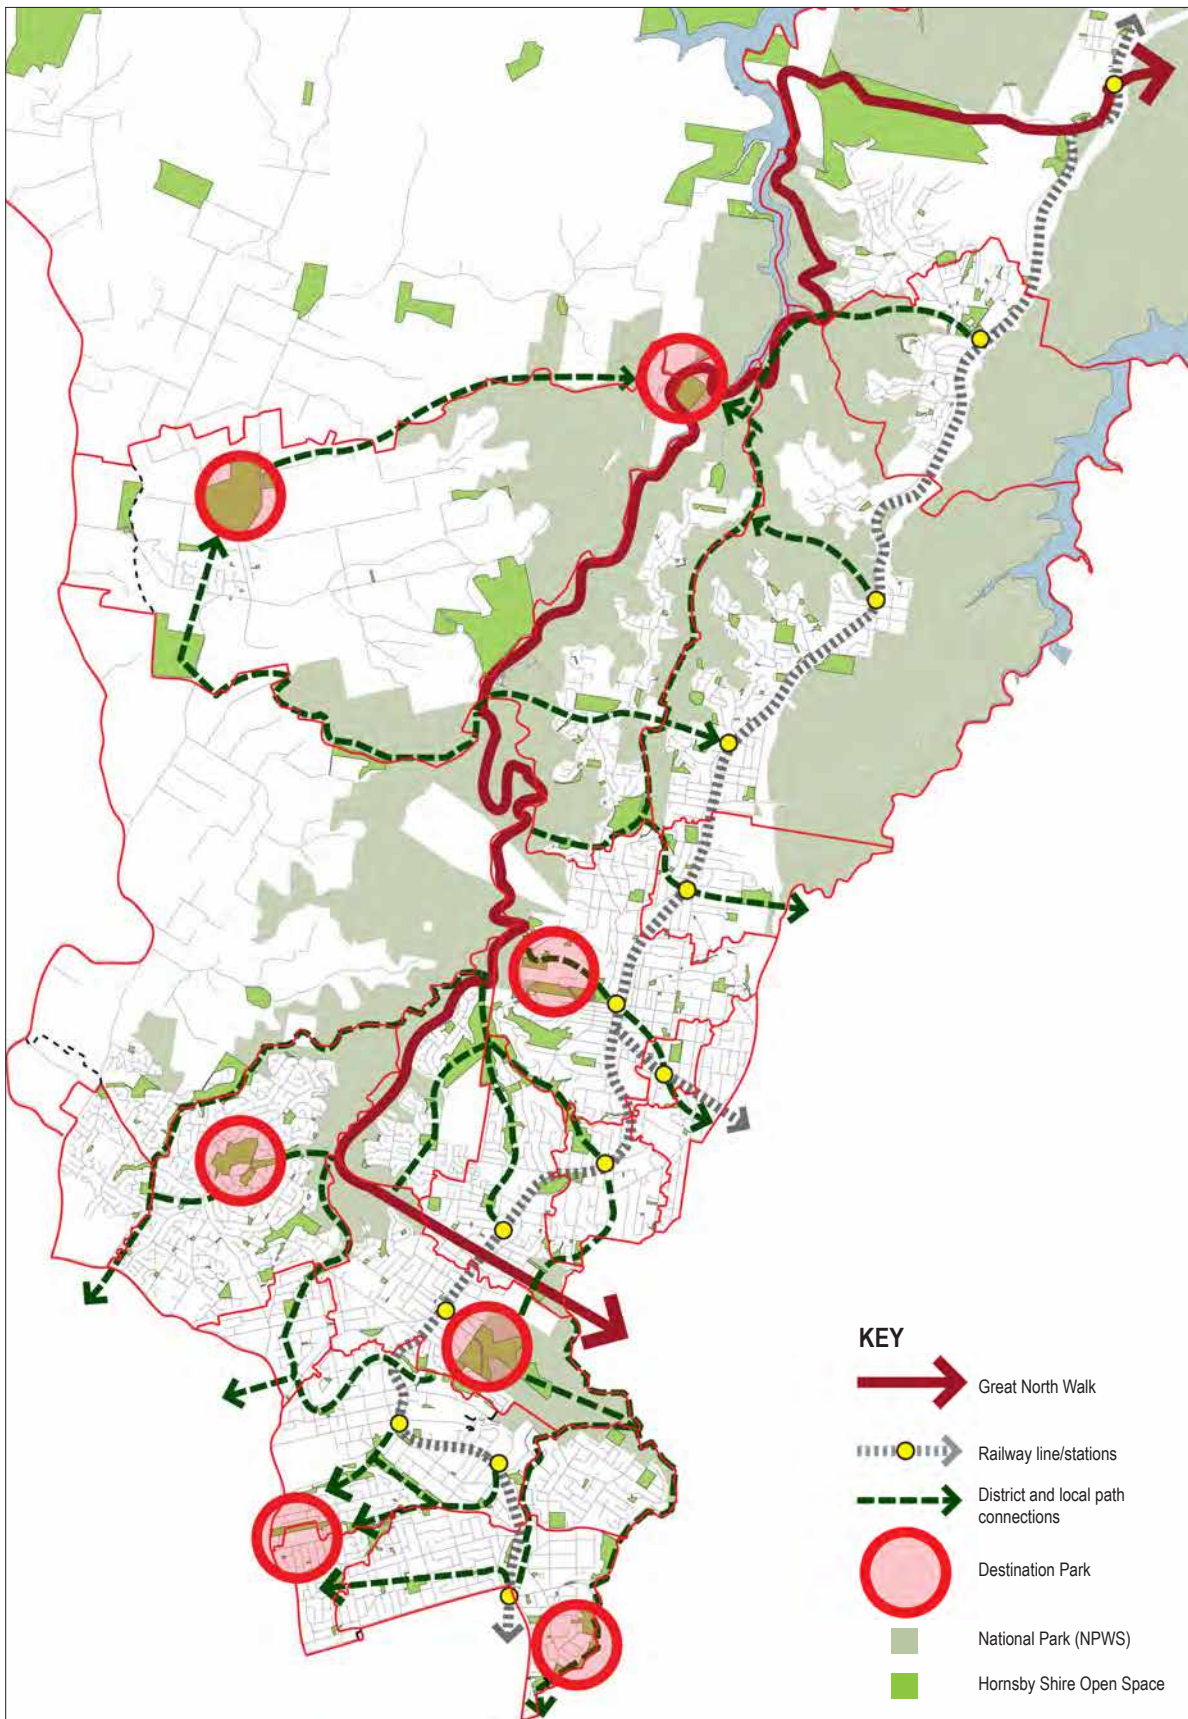 KEY
Great North Walk
Railway line/stations
District and local path
connections
Destination Park
National Park (NPWS)
Hornsby Shire Open Space